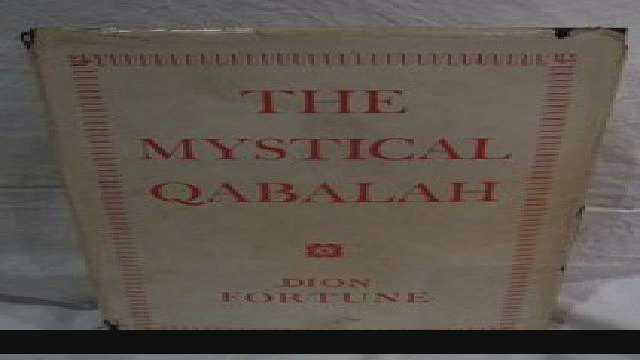 THE
MYSTICAL
QABALAH
DION
FORTUNE